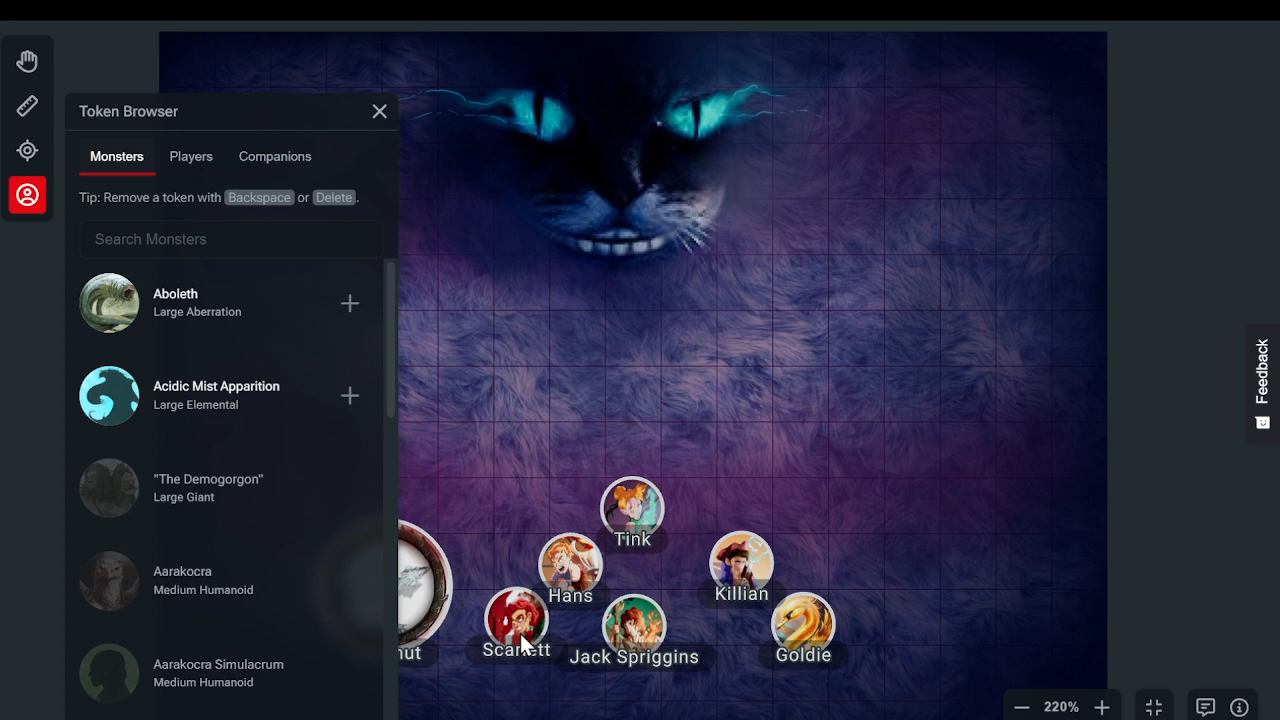 Token Browser
Monsters Players Companions
Tip: Remove a token with Backspace or Delete.
Search Monsters
Aboleth
Large Aberration
Acidic Mist Apparition
Large Elemental
"The Demogorgon"
Large Giant
Aarakocra
Medium Humanoid
Aarakocra Simulacrum
Medium Humanoid
Tink
Hans
Killian
Scarlett
Jack Spriggins
Goldie
nut
Feedback
220%